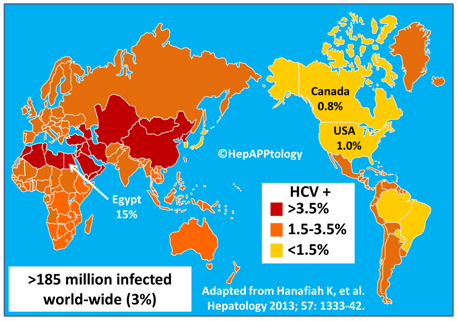 Canada
0.8%
USA
1.0%
©HepAPPtology
Egypt
15%
HCV +
>3.5%
1.5-3.5%
<1.5%
>185 million infected
world-wide (3%)
Adapted from Hanafiah K, et al.
Hepatology 2013; 57: 1333-42.